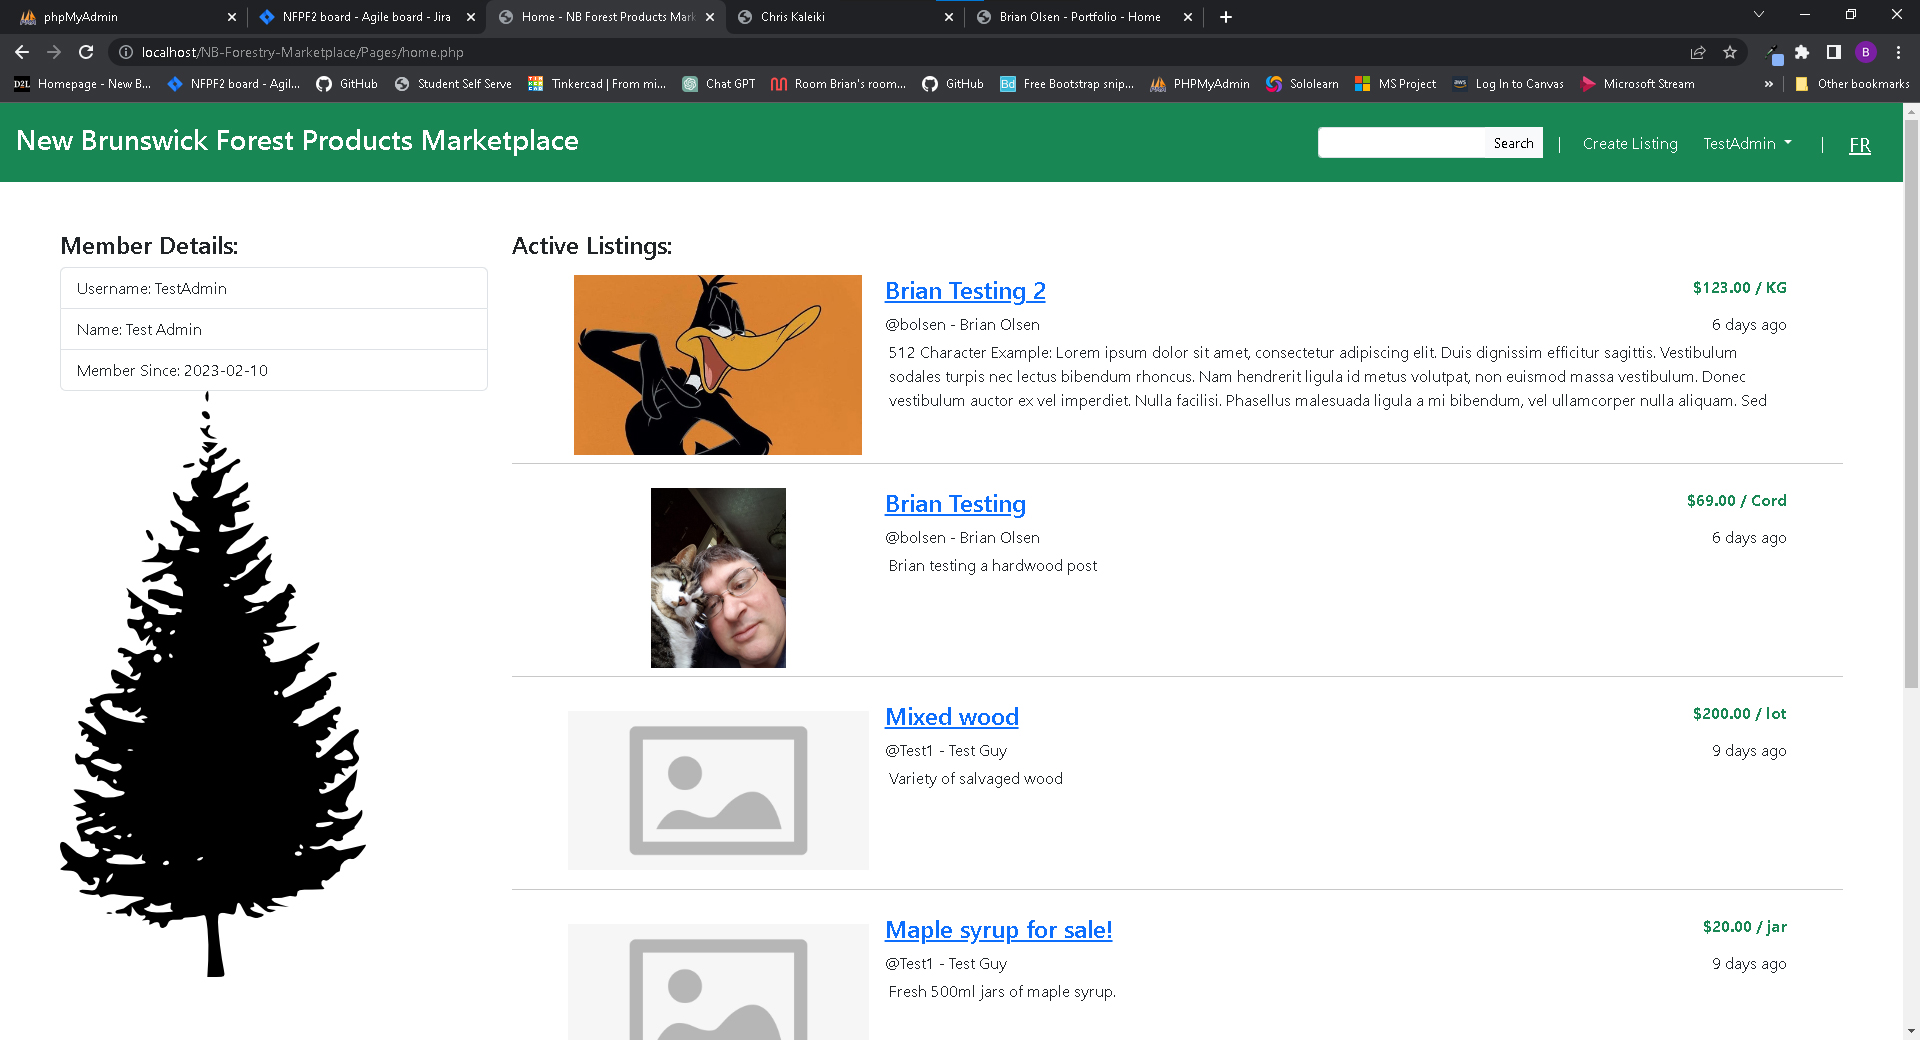 phpMyAdmin
NFPF2 board - Agile board - Jira
Home - NB Forest Products Mark
Chris Kaleiki
Brian Olsen - Portfolio - Home
localhost/NB-Forestry-Marketplace/Pages/home.php
B
D2L Homepage - New B...
NFPF2 board - Agil...
GitHub
Student Self Serve
Tinkercad | From mi...
Chat GPT
Room Brian's room...
GitHub
Bd Free Bootstrap snip...
PHPMyAdmin
Sololearn
MS Project
aws Log In to Canvas
Microsoft Stream
»
Other bookmarks
New Brunswick Forest Products Marketplace
Search
| Create Listing
TestAdmin
| FR
Member Details:
Username: TestAdmin
Name: Test Admin
Member Since: 2023-02-10
Active Listings:
Brian Testing 2
$123.00 / KG
@bolsen - Brian Olsen
6 days ago
512 Character Example: Lorem ipsum dolor sit amet, consectetur adipiscing elit. Duis dignissim efficitur sagittis. Vestibulum
sodales turpis nec lectus bibendum rhoncus. Nam hendrerit ligula id metus volutpat, non euismod massa vestibulum. Donec
vestibulum auctor ex vel imperdiet. Nulla facilisi. Phasellus malesuada ligula a mi bibendum, vel ullamcorper nulla aliquam. Sed
Brian Testing
$69.00 / Cord
@bolsen - Brian Olsen
6 days ago
Brian testing a hardwood post
Mixed wood
$200.00 / lot
@Test1 - Test Guy
9 days ago
Variety of salvaged wood
Maple syrup for sale!
$20.00 / jar
@Test1 - Test Guy
9 days ago
Fresh 500ml jars of maple syrup.